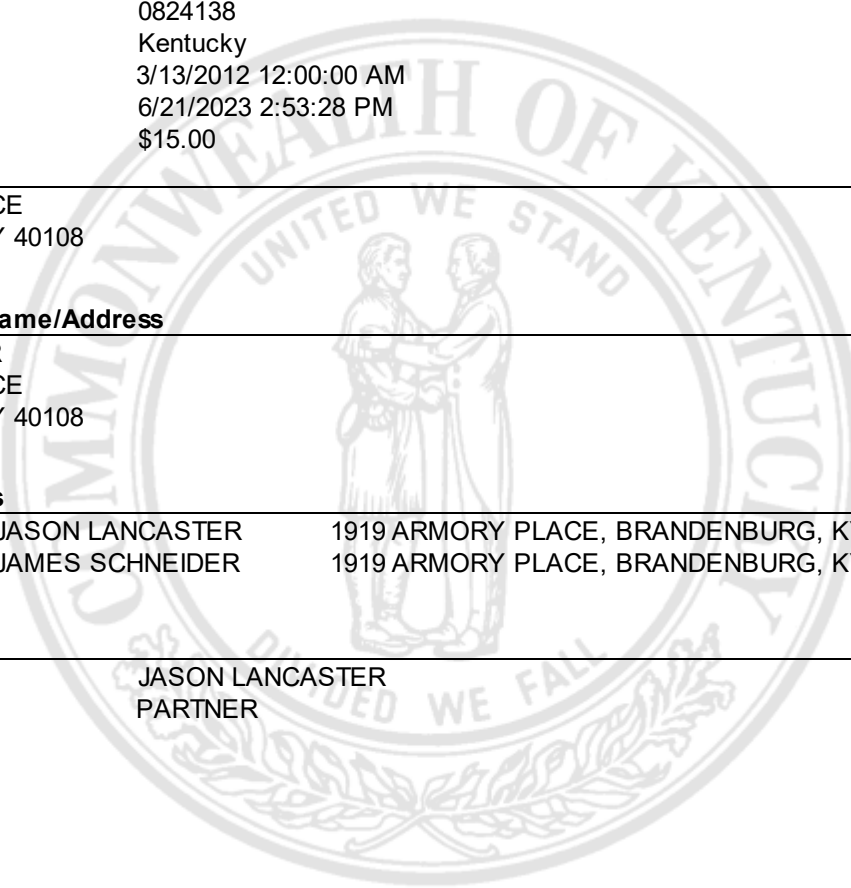 0824138
Kentucky
3/13/2012 12:00:00 AM
6/21/2023 2:53:28 PM
$15.00
CE
Y 40108
ame/Address
R
CE
Y 40108
s
JASON LANCASTER 1919 ARMORY PLACE, BRANDENBURG, KY
JAMES SCHNEIDER 1919 ARMORY PLACE, BRANDENBURG, KY
JASON LANCASTER
PARTNER
COMMONWEALTH OF KENTUCKY
UNITED WE STAND
DIVIDED WE FALL